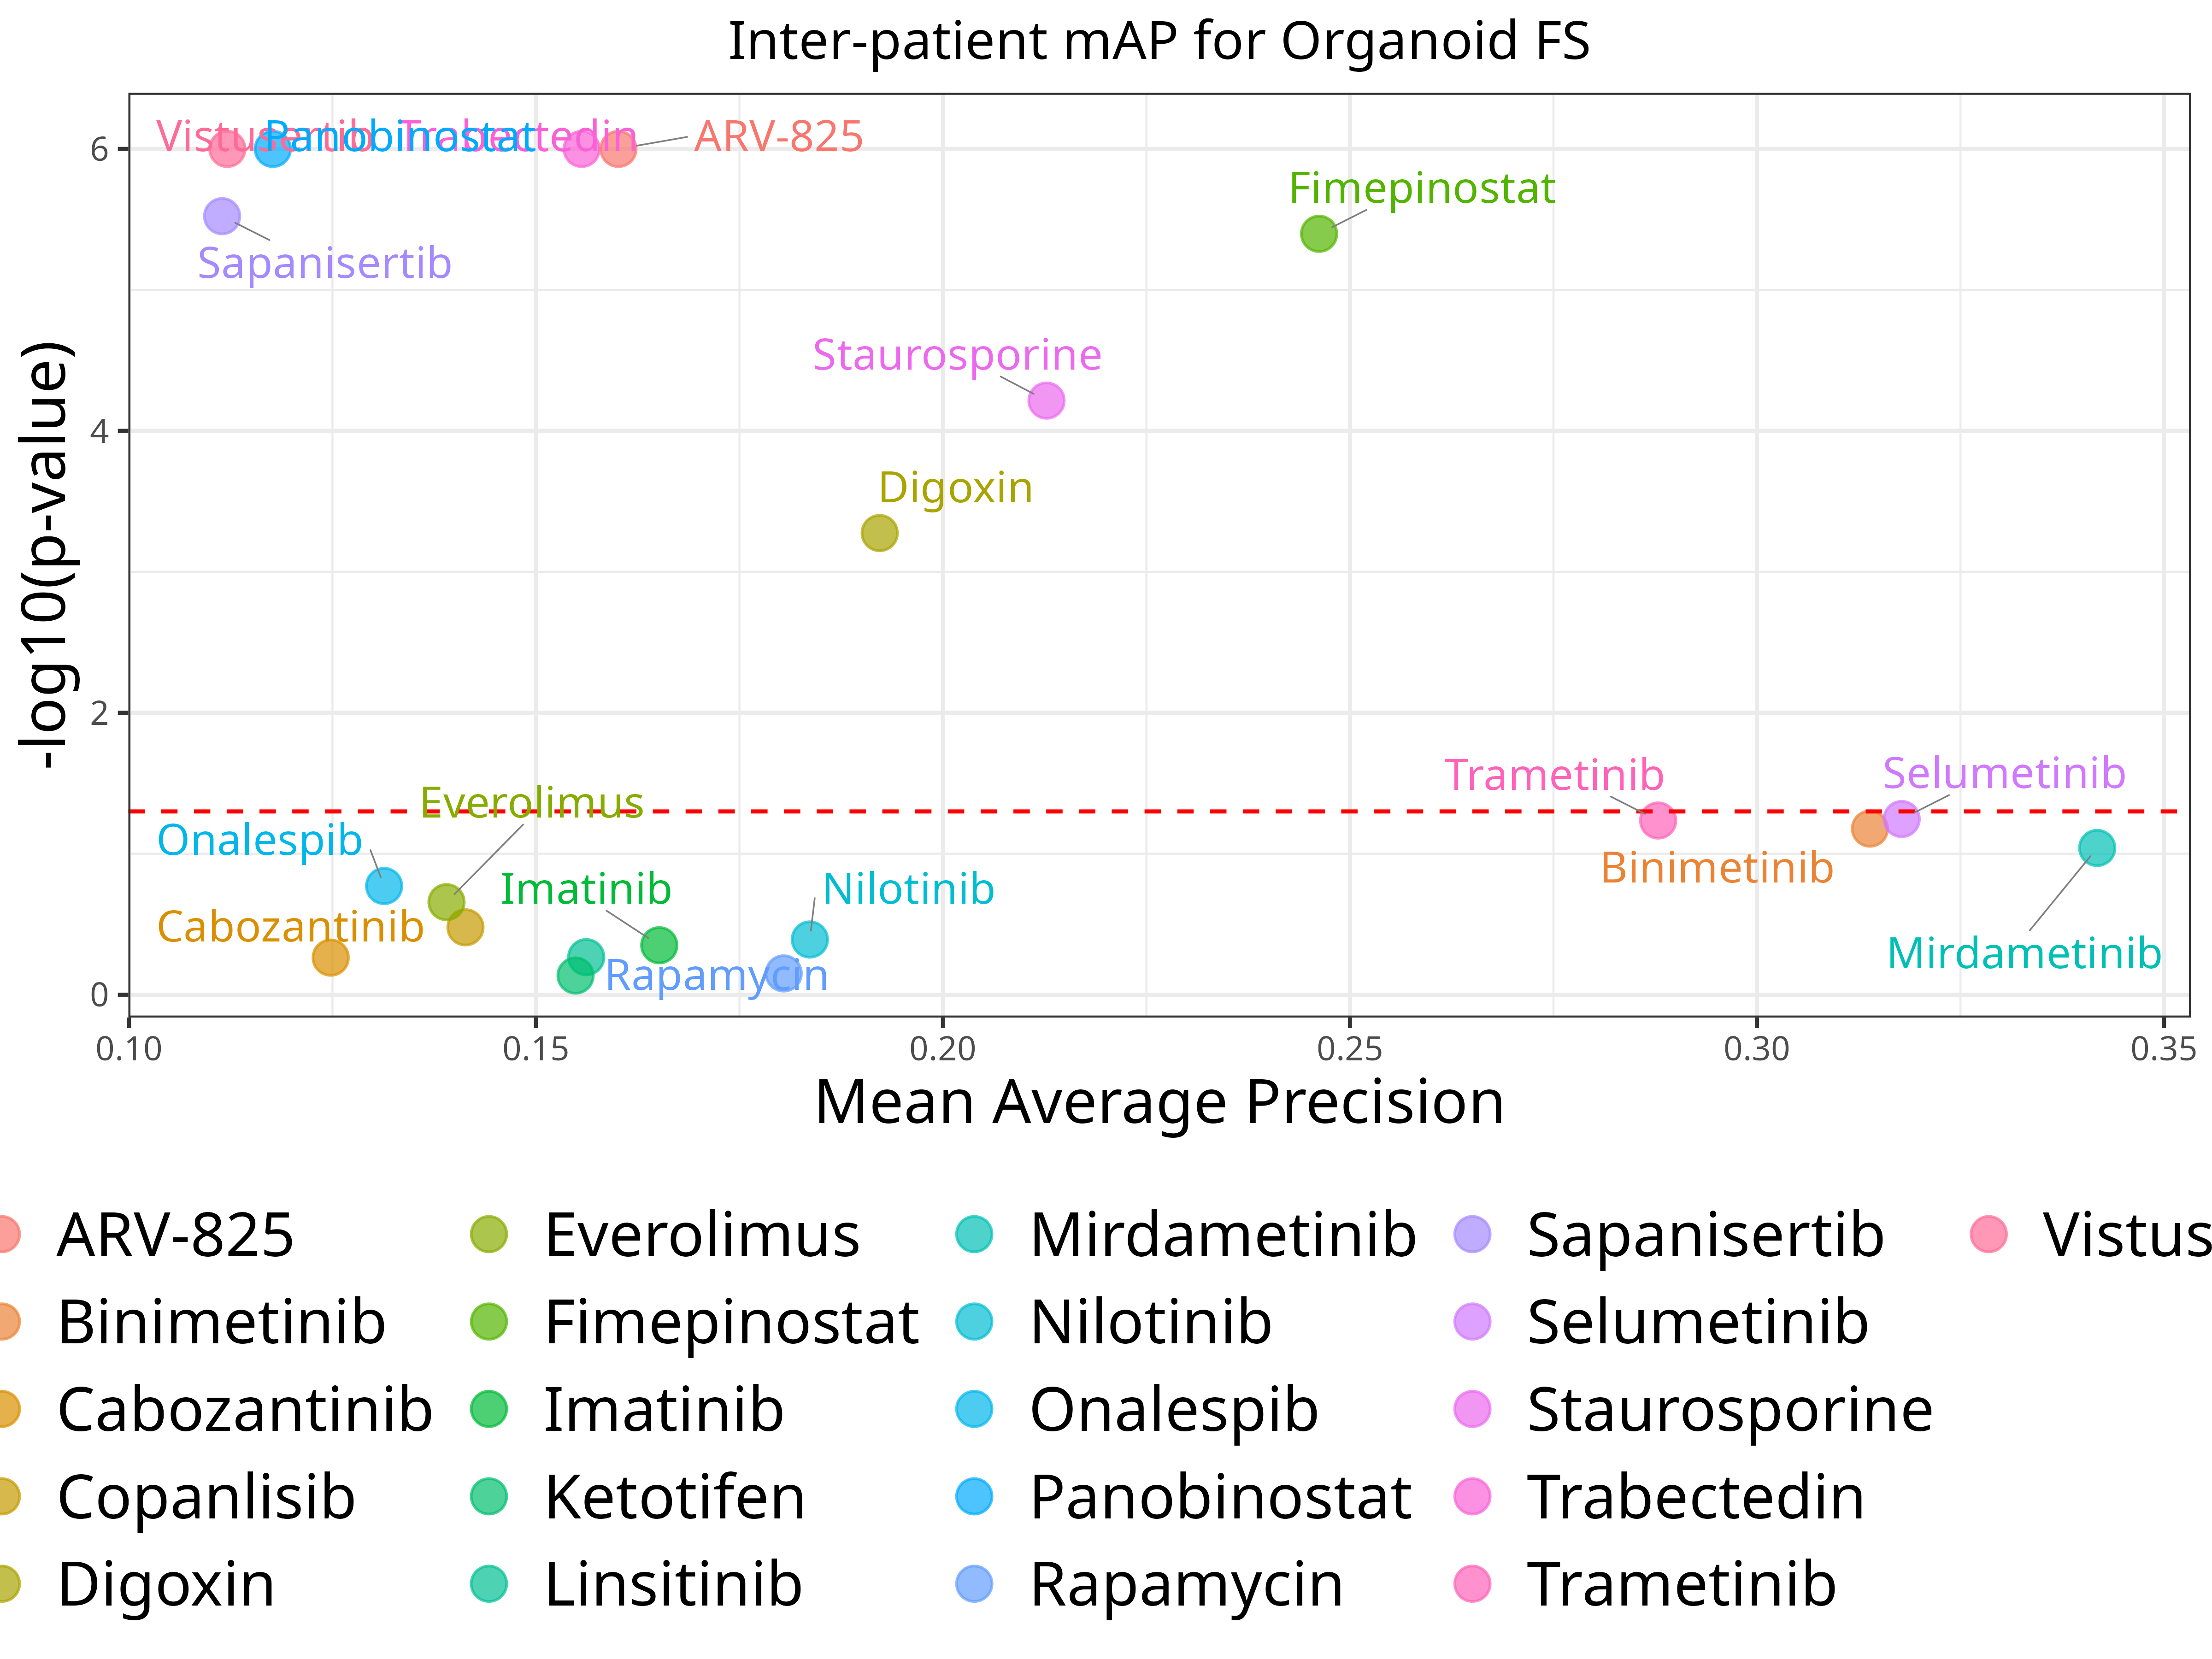 Inter-patient mAP for Organoid FS
-log10(p-value)
6
4
2
0
Vistusertib
Panobinostat
Trabectedin
ARV-825
Sapanisertib
Fimepinostat
Staurosporine
Digoxin
Trametinib
Selumetinib
Everolimus
Onalespib
Binimetinib
Imatinib
Nilotinib
Cabozantinib
Mirdametinib
Rapamycin
0.10 0.15 0.20 0.25 0.30 0.35
Mean Average Precision
ARV-825 Everolimus Mirdametinib Sapanisertib Vistus
Binimetinib Fimepinostat Nilotinib Selumetinib
Cabozantinib Imatinib Onalespib Staurosporine
Copanlisib Ketotifen Panobinostat Trabectedin
Digoxin Linsitinib Rapamycin Trametinib